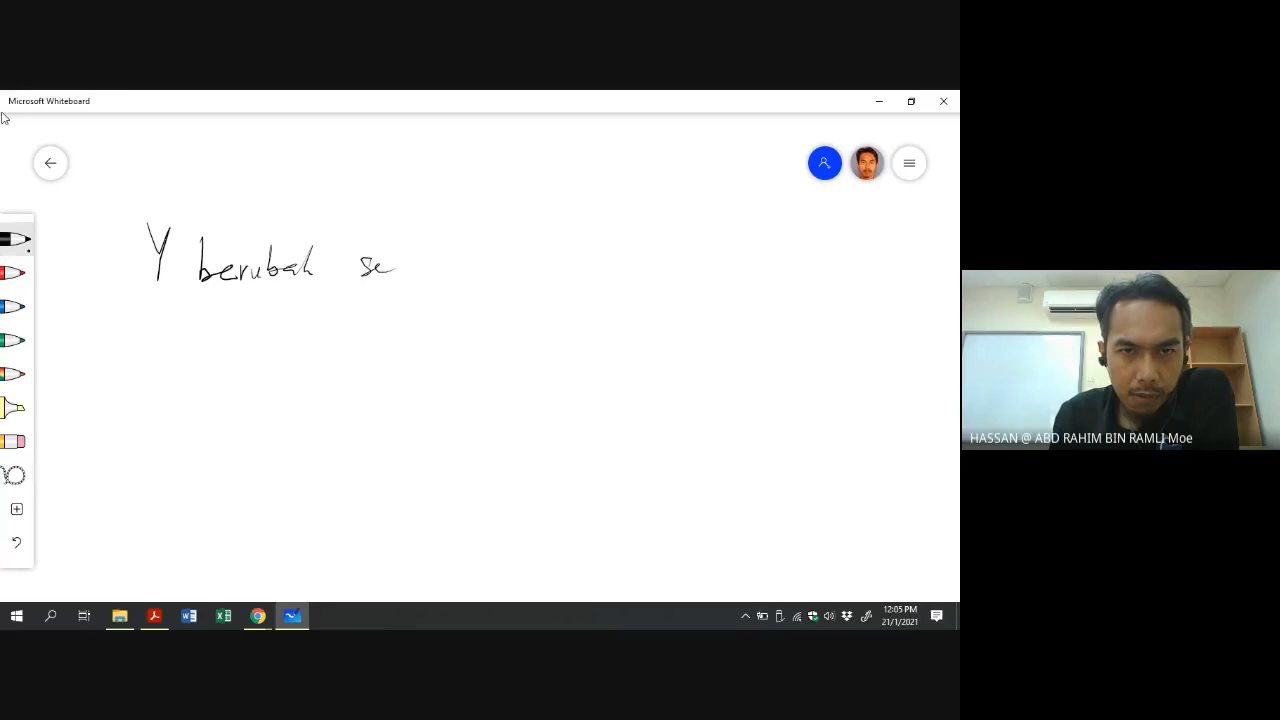 Microsoft Whiteboard
Y berubah se
HASSAN @ ABD RAHIM BIN RAMLI Moe
12:05 PM
21/1/2021